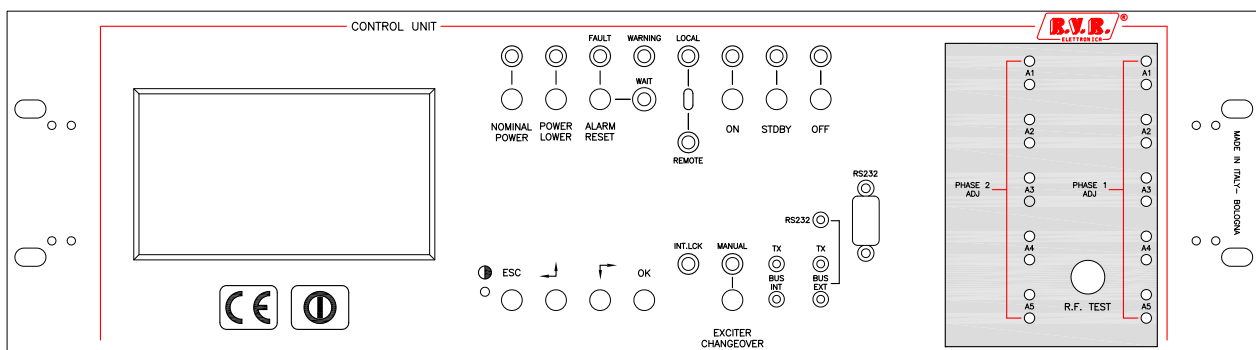 CONTROL UNIT
R.V.R.®
ELETTRONICA
FAULT
WARNING
LOCAL
WAIT
NOMINAL
POWER
POWER
LOWER
ALARM
RESET
ON
STDBY
OFF
REMOTE
RS232
RS232
INT.LCK
MANUAL
TX
TX
BUS
INT
BUS
EXT
ESC
OK
EXCITER
CHANGEOVER
CE
A1
A2
A3
A4
A5
PHASE 2
ADJ
PHASE 1
ADJ
A1
A2
A3
A4
A5
R.F. TEST
MADE IN ITALY- BOLOGNA